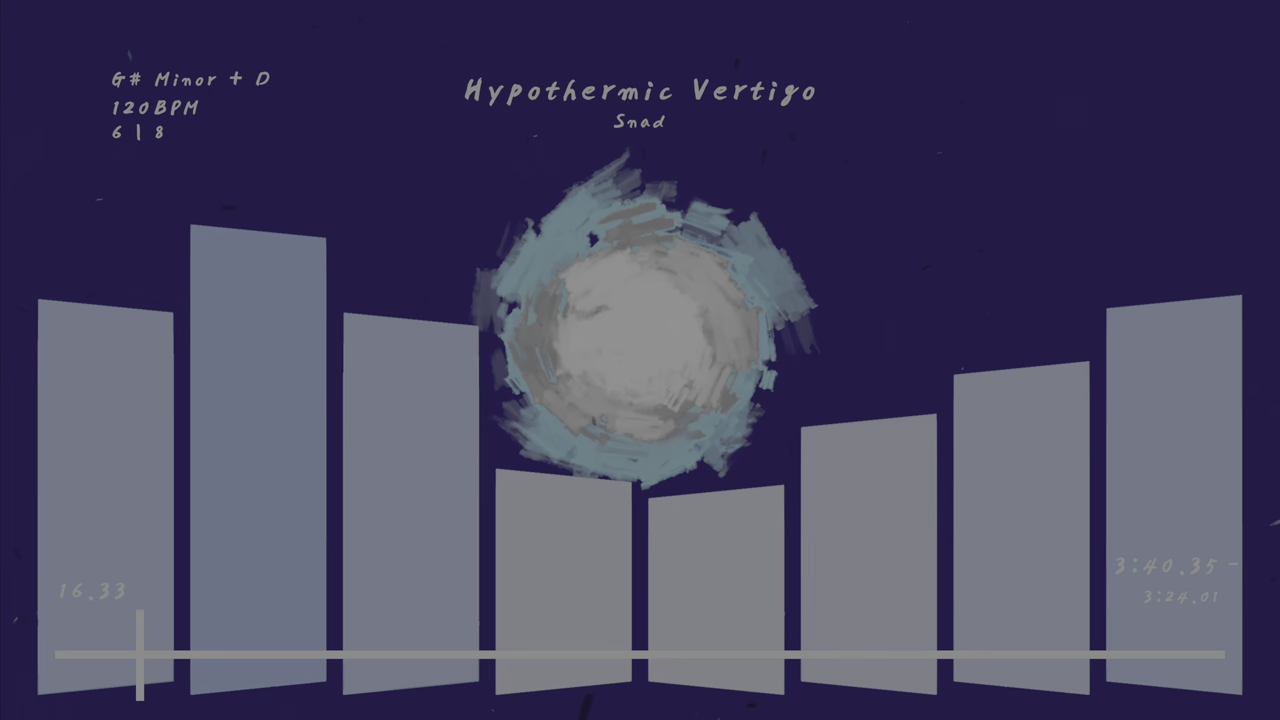 G# Minor + D
120BPM
6 | 8
Hypothermic Vertigo
Snad
16.33
3:40.35 -
3:24.01